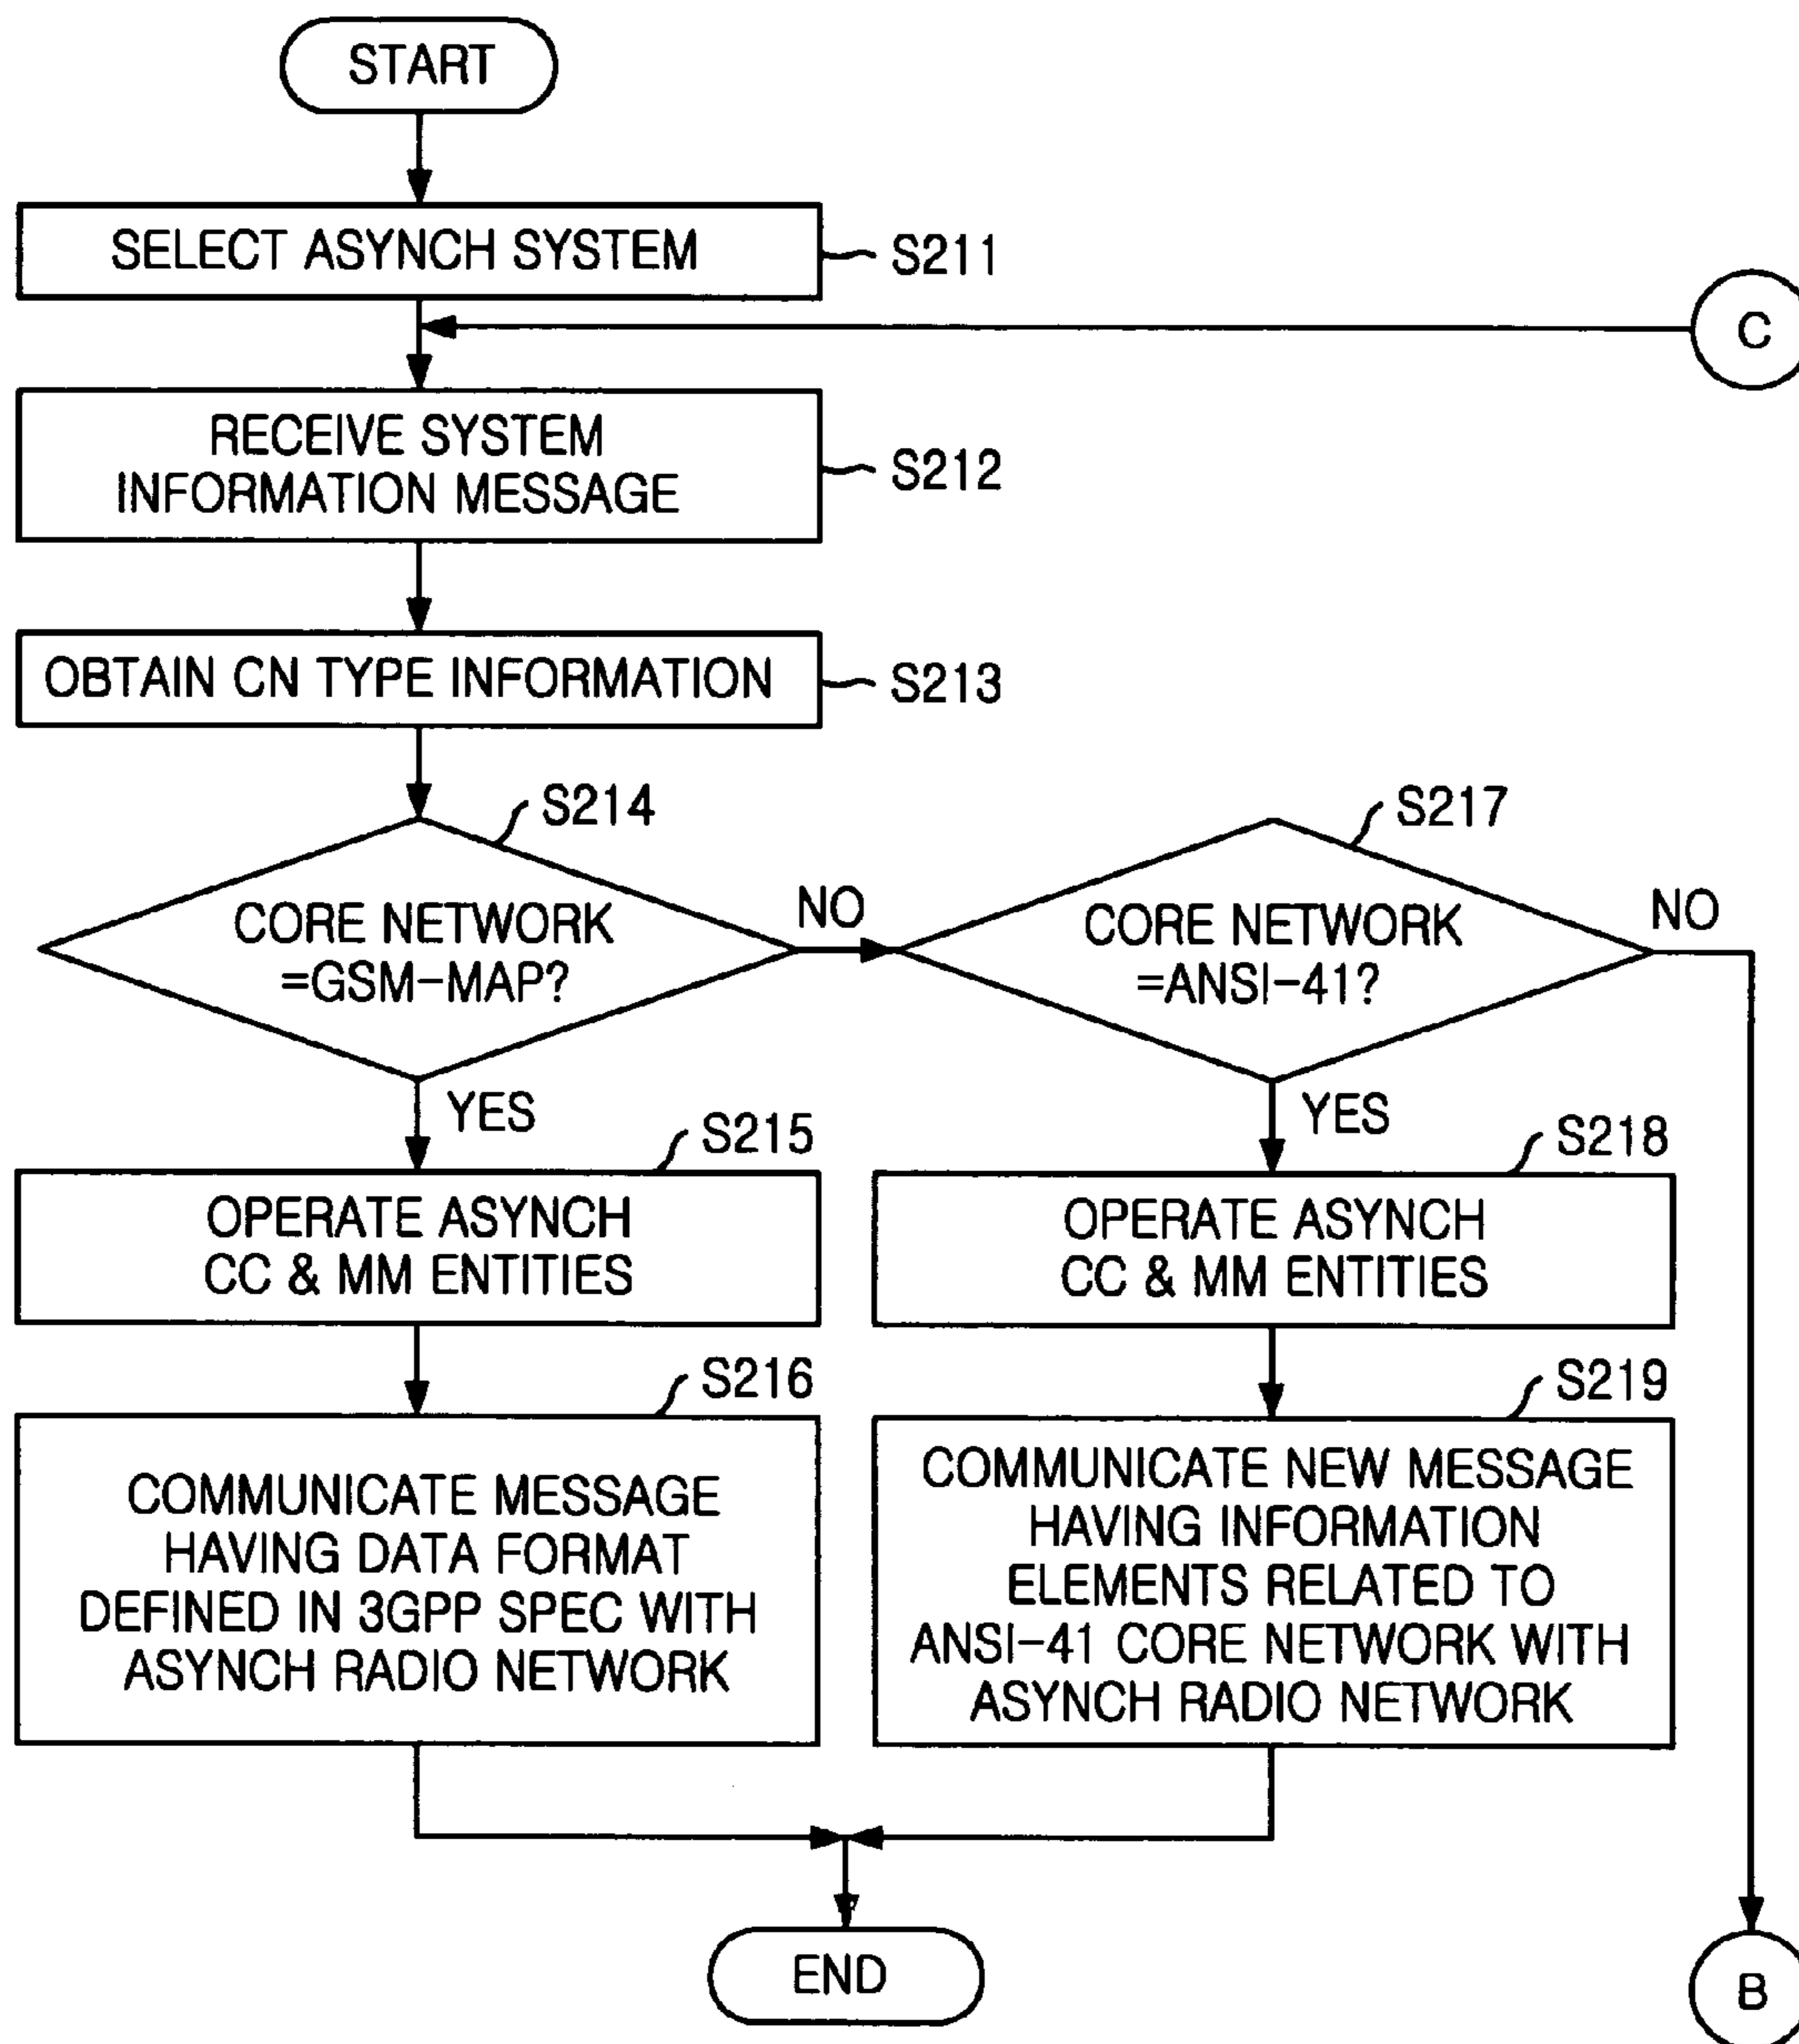 START
SELECT ASYNCH SYSTEM
S211
C
RECEIVE SYSTEM
INFORMATION MESSAGE
S212
OBTAIN CN TYPE INFORMATION
S213
S214
CORE NETWORK
=GSM-MAP?
NO
S217
CORE NETWORK
=ANSI-41?
NO
YES
YES
S215
OPERATE ASYNCH
CC & MM ENTITIES
S218
OPERATE ASYNCH
CC & MM ENTITIES
S216
COMMUNICATE MESSAGE
HAVING DATA FORMAT
DEFINED IN 3GPP SPEC WITH
ASYNCH RADIO NETWORK
S219
COMMUNICATE NEW MESSAGE
HAVING INFORMATION
ELEMENTS RELATED TO
ANSI-41 CORE NETWORK WITH
ASYNCH RADIO NETWORK
END
B